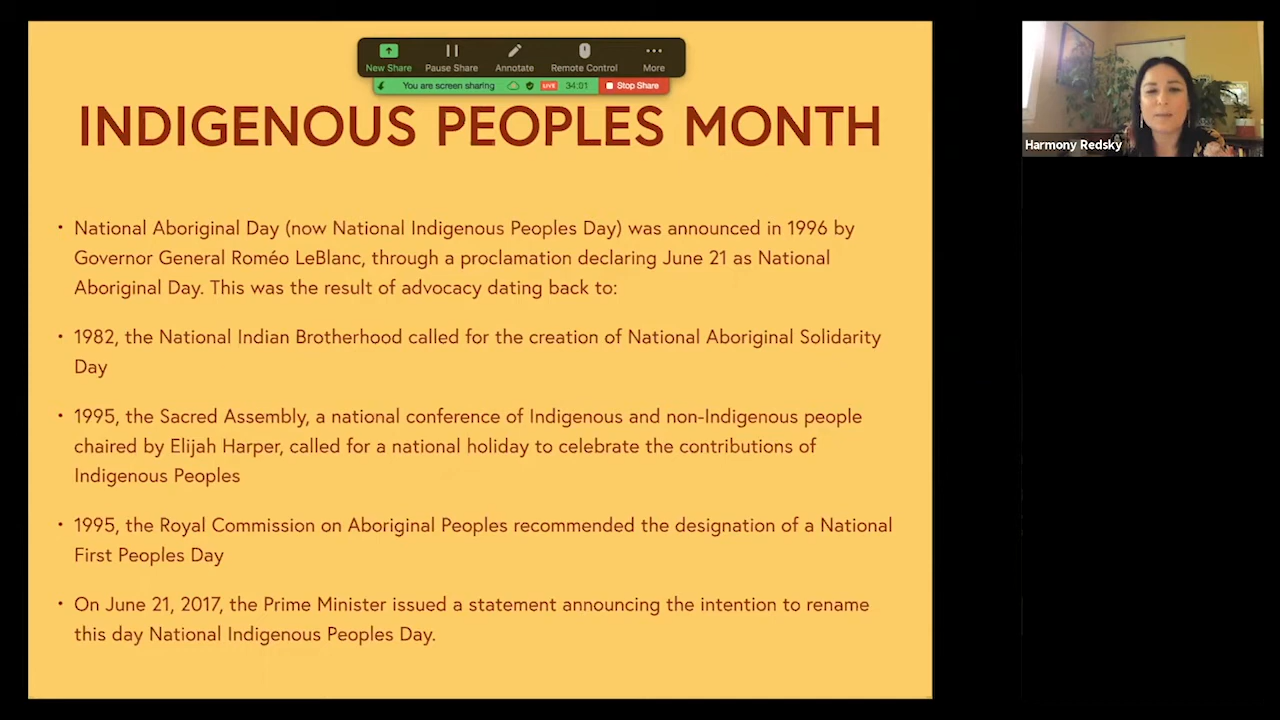 New Share
Pause Share
Annotate
Remote Control
More
You are screen sharing
LIVE
34:01
Stop Share
INDIGENOUS PEOPLES MONTH
Harmony Redsky
• National Aboriginal Day (now National Indigenous Peoples Day) was announced in 1996 by
Governor General Roméo LeBlanc, through a proclamation declaring June 21 as National
Aboriginal Day. This was the result of advocacy dating back to:
• 1982, the National Indian Brotherhood called for the creation of National Aboriginal Solidarity
Day
• 1995, the Sacred Assembly, a national conference of Indigenous and non-Indigenous people
chaired by Elijah Harper, called for a national holiday to celebrate the contributions of
Indigenous Peoples
• 1995, the Royal Commission on Aboriginal Peoples recommended the designation of a National
First Peoples Day
• On June 21, 2017, the Prime Minister issued a statement announcing the intention to rename
this day National Indigenous Peoples Day.